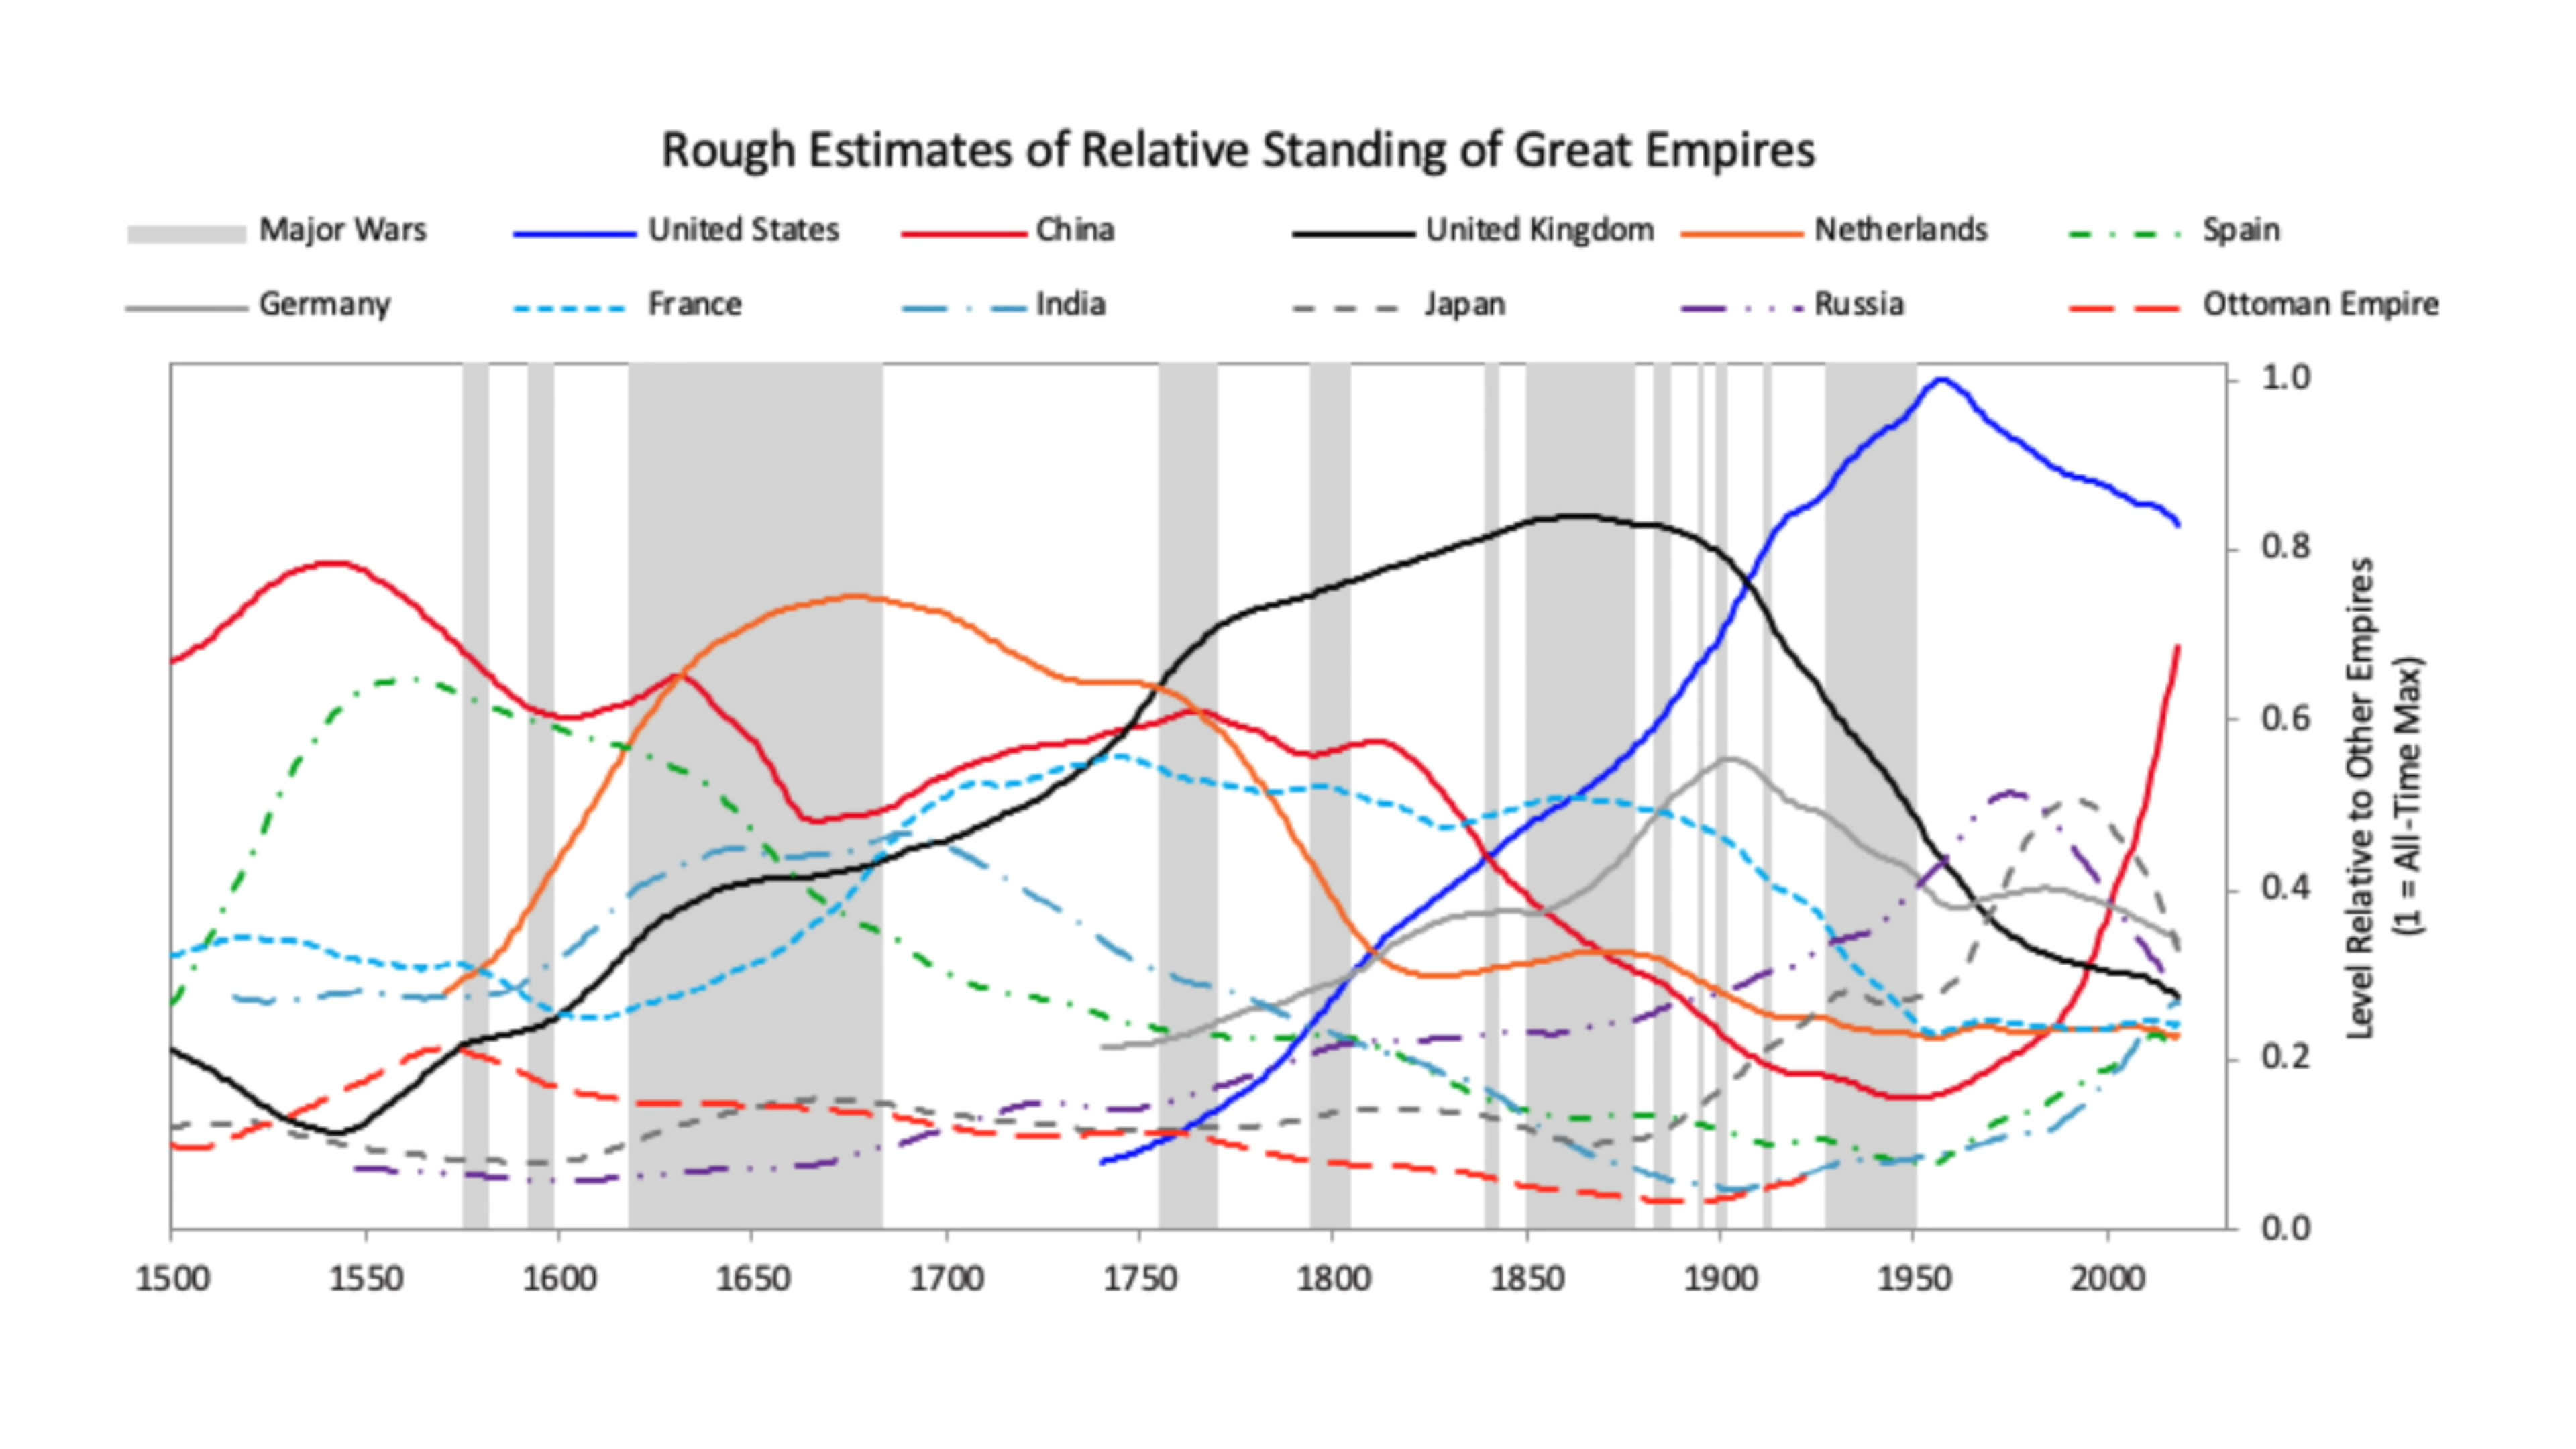 Rough Estimates of Relative Standing of Great Empires
Major Wars United States China United Kingdom Netherlands Spain
Germany France India Japan Russia Ottoman Empire
1.0
0.8
0.6
0.4
0.2
0.0
Level Relative to Other Empires
(1 = All-Time Max)
1500 1550 1600 1650 1700 1750 1800 1850 1900 1950 2000